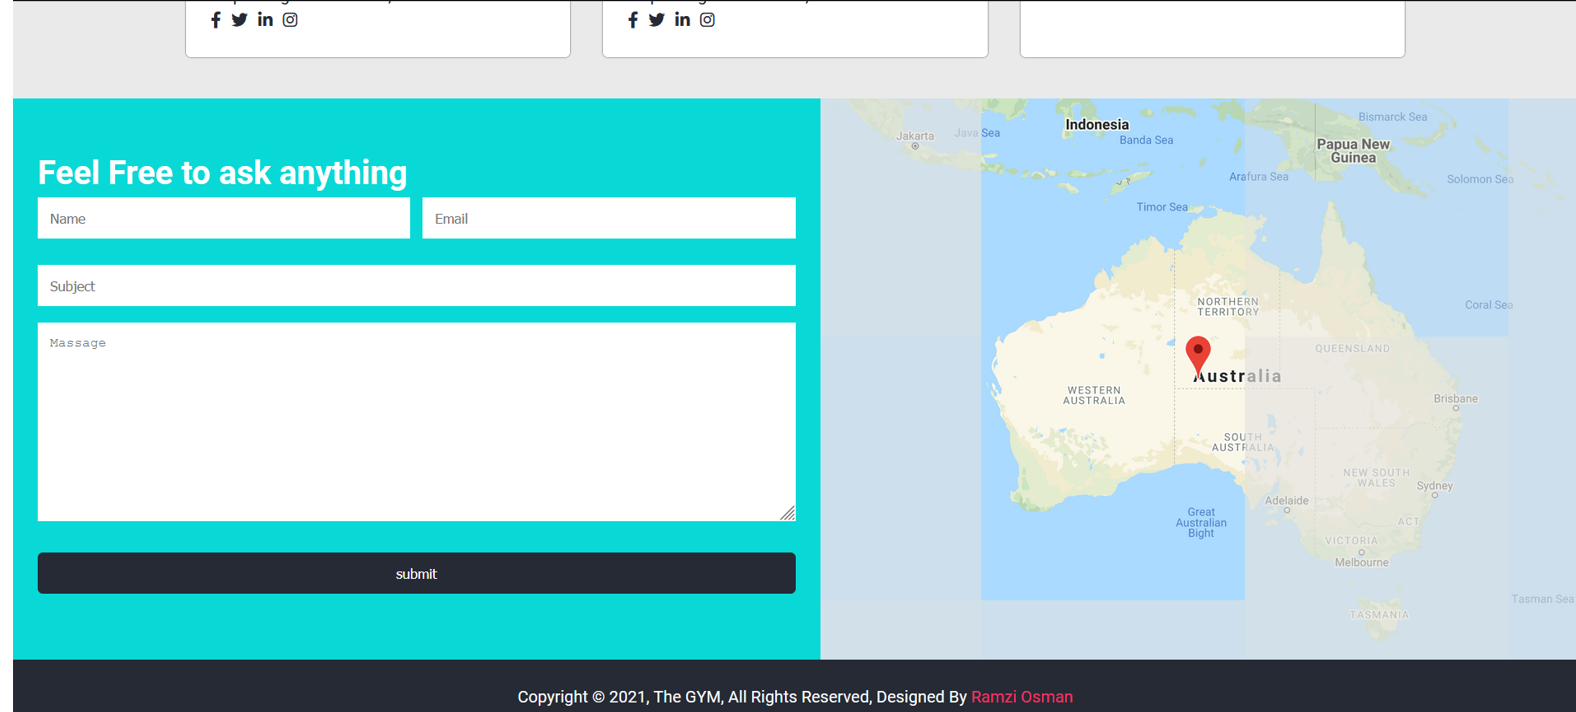 Feel Free to ask anything
Name
Email
Subject
Massage
submit
Indonesia
Jakarta
Java Sea
Banda Sea
Bismarck Sea
Papua New
Guinea
Arafura Sea
Solomon Sea
Timor Sea
NORTHERN
TERRITORY
Coral Sea
QUEENSLAND
Australia
WESTERN
AUSTRALIA
Brisbane
SOUTH
AUSTRALIA
NEW SOUTH
WALES
Sydney
Adelaide
Great
Australian
Bight
ACT
VICTORIA
Melbourne
Tasman Sea
TASMANIA
Copyright © 2021, The GYM, All Rights Reserved, Designed By Ramzi Osman